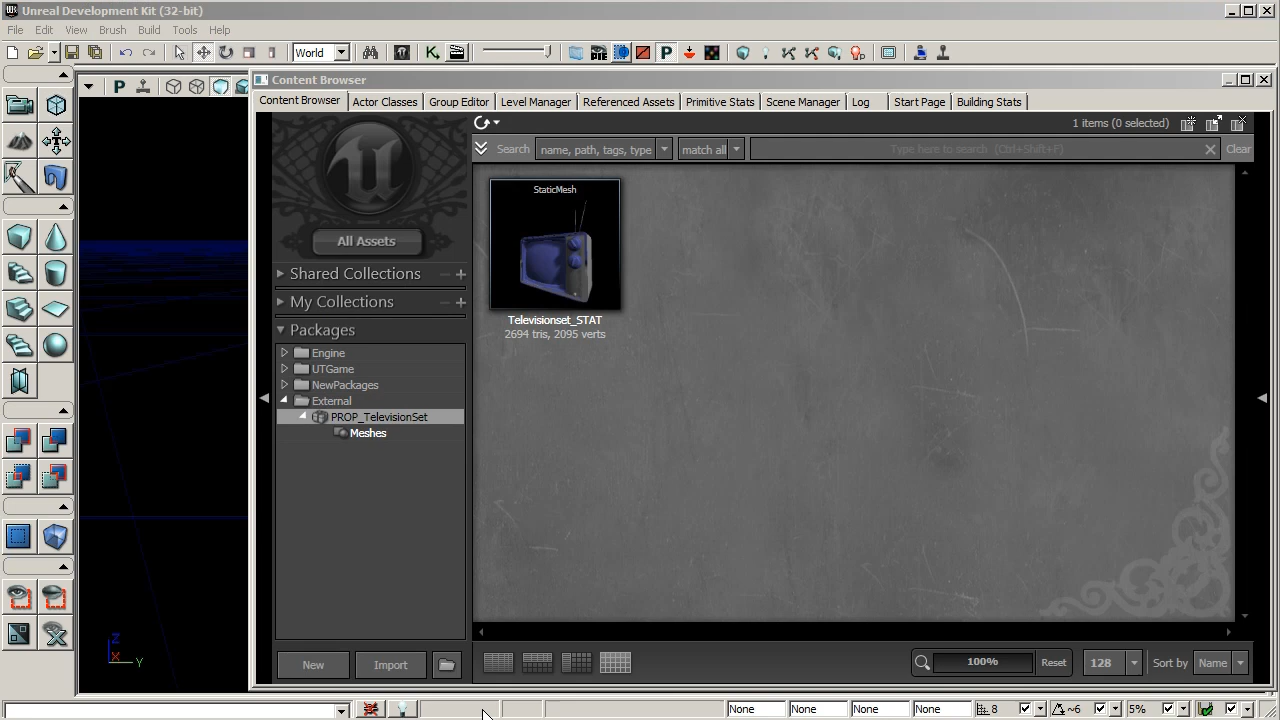 Unreal Development Kit (32-bit)
File Edit View Brush Build Tools Help
World
Content Browser
Content Browser Actor Classes Group Editor Level Manager Referenced Assets Primitive Stats Scene Manager Log Start Page Building Stats
1 items (0 selected)
Search name, path, tags, type match all Type here to search (Ctrl+Shift+F) Clear
All Assets
Shared Collections
My Collections
Packages
Engine
UTGame
NewPackages
External
PROP_TelevisionSet
Meshes
StaticMesh
Televisionset_STAT
2694 tris, 2095 verts
New Import
100% Reset 128 Sort by Name
Z
X Y
None None None None 8 ~6 5%